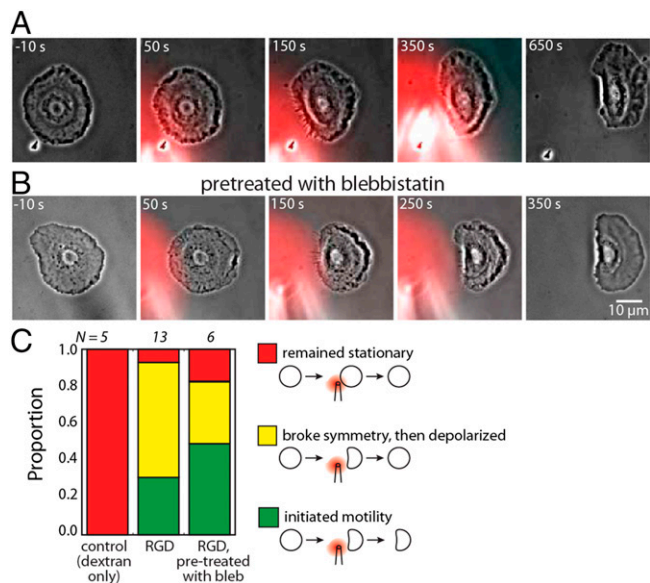 A
-10 s
50 s
150 s
350 s
650 s
pretreated with blebbistatin
B
-10 s
50 s
150 s
250 s
350 s
10 µm
C
N = 5
13
6
1.0
0.8
0.6
0.4
0.2
0.0
Proportion
control
(dextran
only)
RGD
RGD,
pre-treated
with bleb
remained stationary
broke symmetry, then depolarized
initiated motility